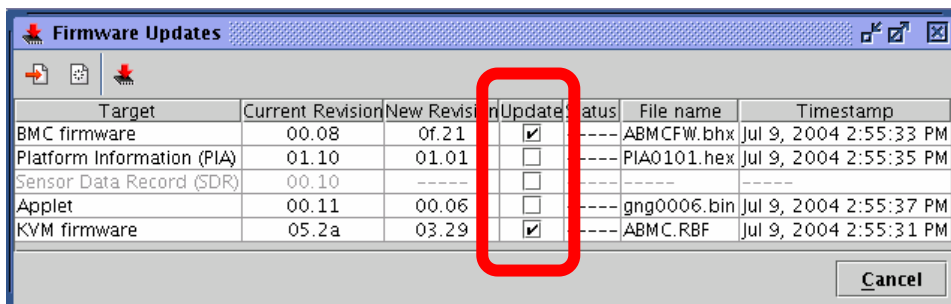 Firmware Updates
Target Current Revision New Revision Update Status File name Timestamp
BMC firmware 00.08 0f.21 ----- ABMCFW.bhx Jul 9, 2004 2:55:33 PM
Platform Information (PIA) 01.10 01.01 ----- PIA0101.hex Jul 9, 2004 2:55:35 PM
Sensor Data Record (SDR) 00.10 ----- ----- ----- -----
Applet 00.11 00.06 ----- gng0006.bin Jul 9, 2004 2:55:37 PM
KVM firmware 05.2a 03.29 ----- ABMC.RBF Jul 9, 2004 2:55:31 PM
Cancel